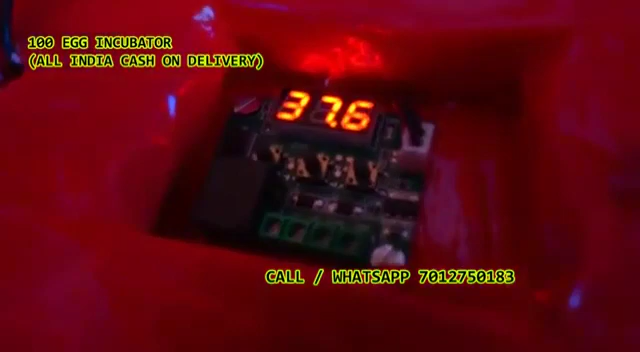 100 EGG INCUBATOR
(ALL INDIA CASH ON DELIVERY)
37.6
CALL / WHATSAPP 7012750183